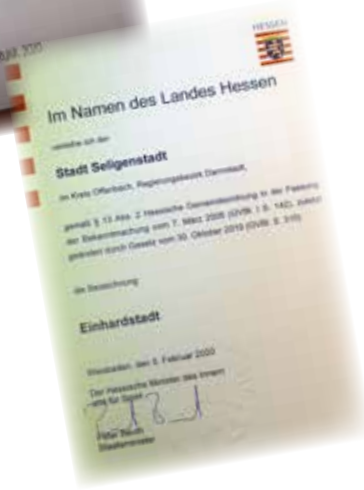 HESSEN
Im Namen des Landes Hessen
verleihe ich der
Stadt Seligenstadt
im Kreis Offenbach, Regierungsbezirk Darmstadt,
gemäß § 13 Abs. 2 Hessische Gemeindeordnung in der Fassung
der Bekanntmachung vom 7. März 2005 (GVBl. I S. 142), zuletzt
geändert durch Gesetz vom 30. Oktober 2019 (GVBl. S. 310)
die Bezeichnung
Einhardstadt
Wiesbaden, den Februar 2020
Der Hessische Minister des Innern
und für Sport
Peter Beuth
Staatsminister